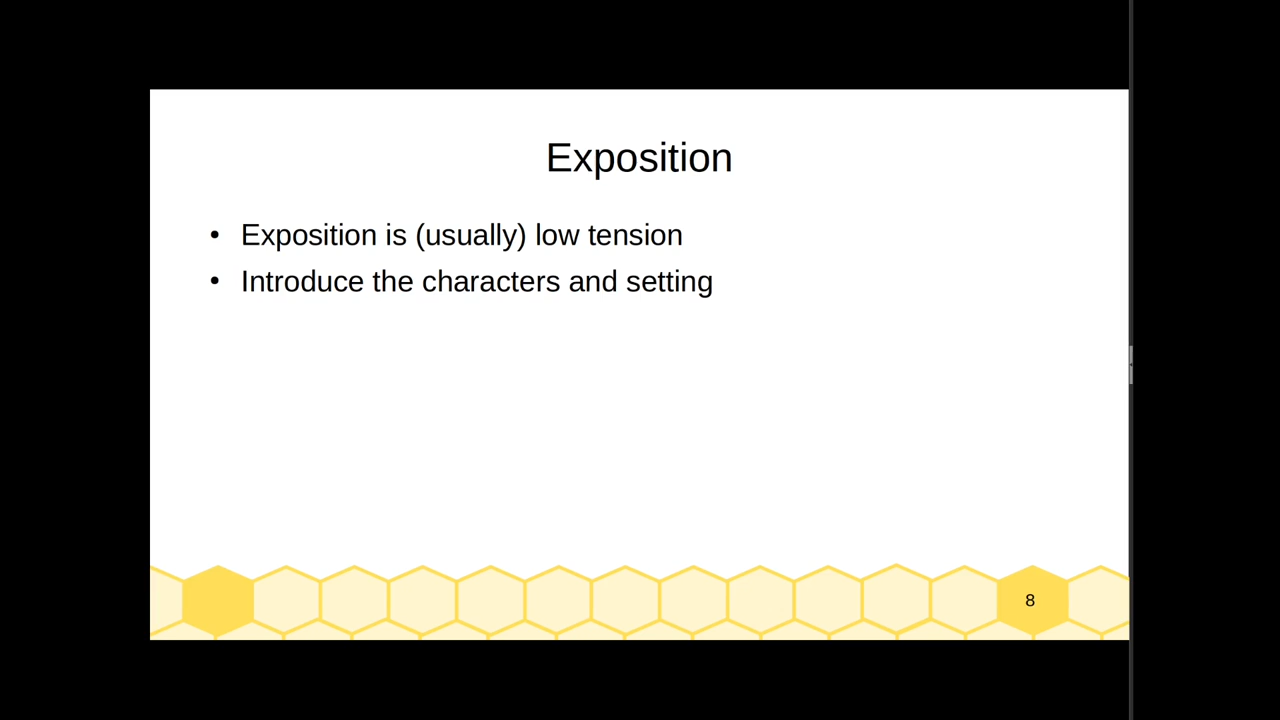 Exposition
• Exposition is (usually) low tension
• Introduce the characters and setting
8